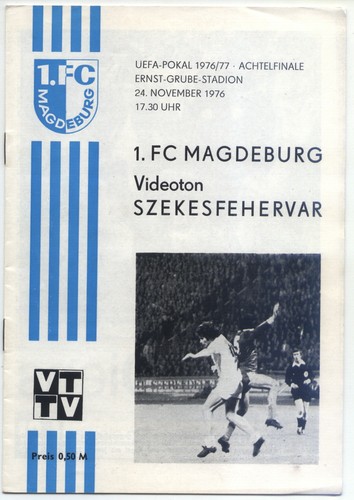 1. FC
MAGDEBURG
UEFA-POKAL 1976/77 · ACHTELFINALE
ERNST-GRUBE-STADION
24. NOVEMBER 1976
17.30 UHR
1. FC MAGDEBURG
Videoton
SZEKESFEHERVAR
VT
TV
Preis 0,50 M